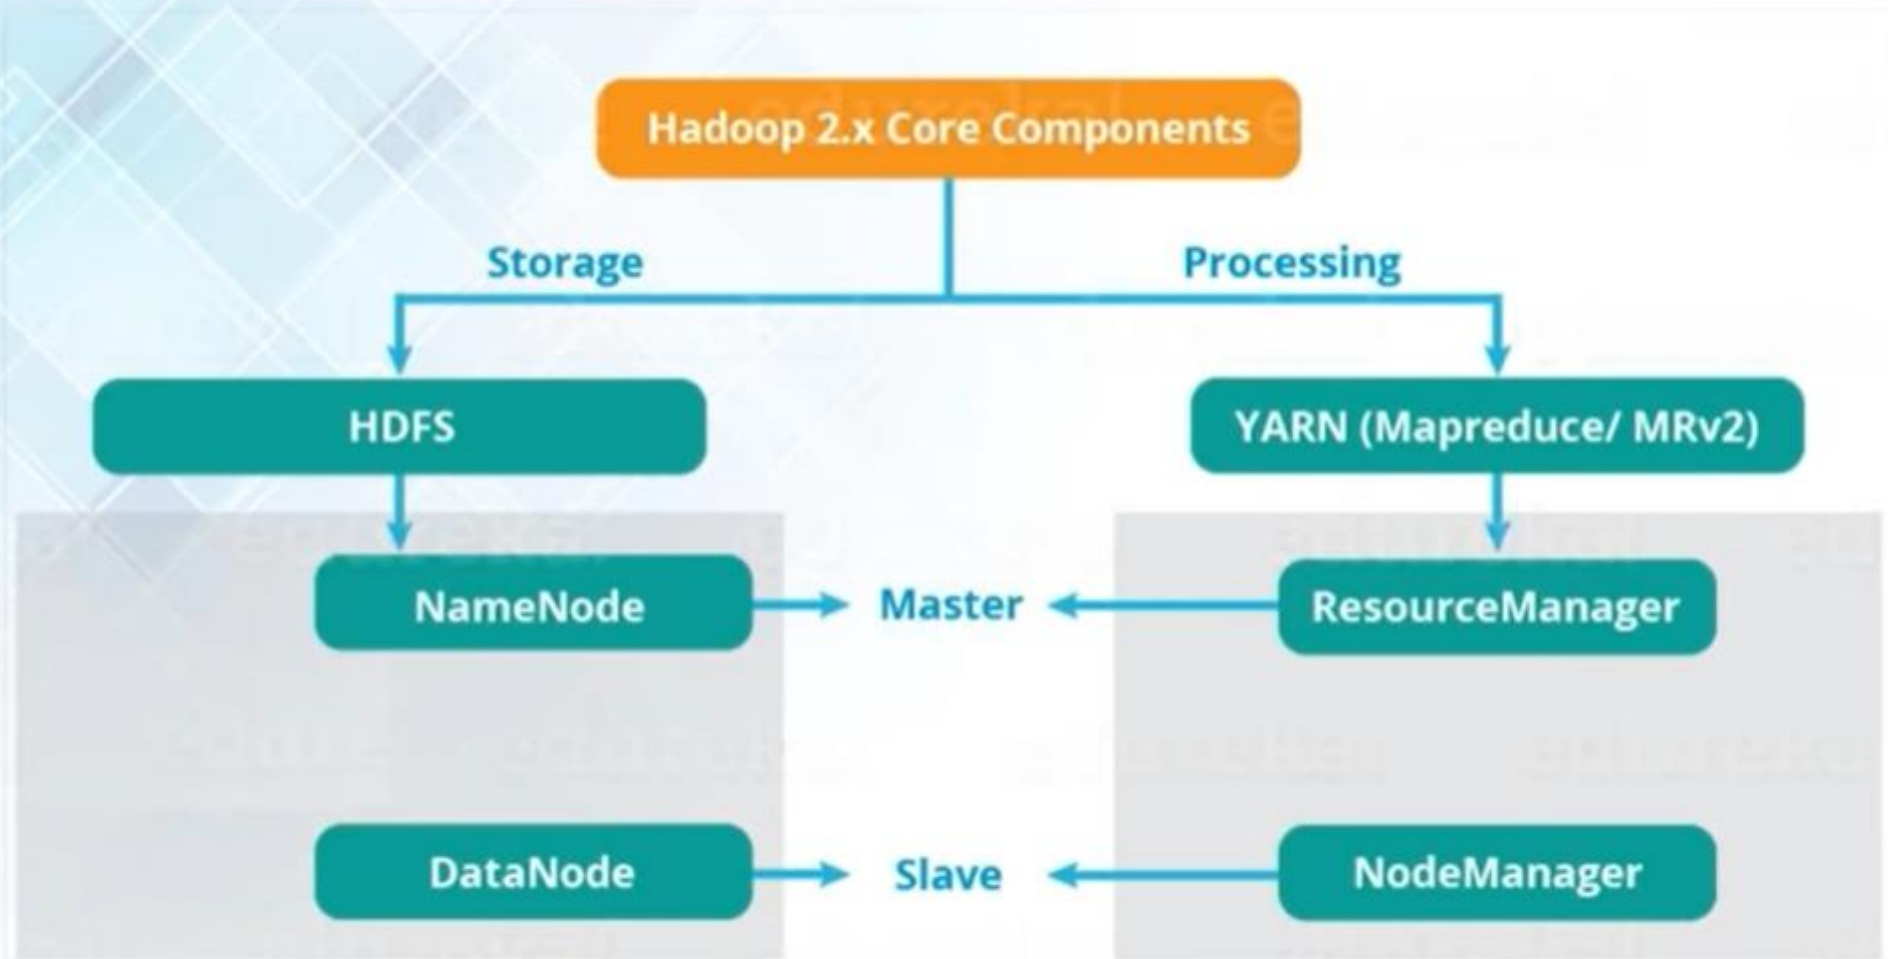 Hadoop 2.x Core Components
Storage
Processing
HDFS
YARN (Mapreduce/ MRv2)
NameNode
Master
ResourceManager
DataNode
Slave
NodeManager